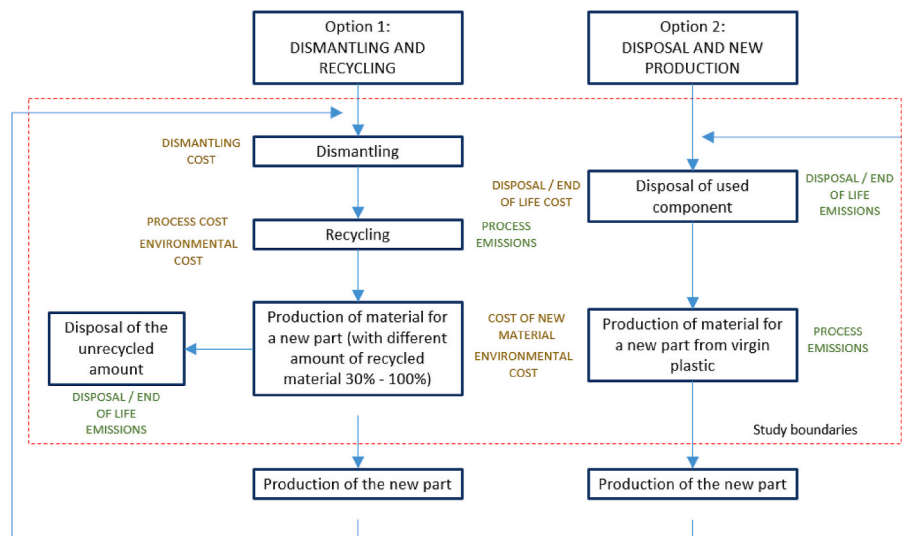 Option 1:
DISMANTLING AND
RECYCLING
Option 2:
DISPOSAL AND NEW
PRODUCTION
DISMANTLING
COST
Dismantling
DISPOSAL / END
OF LIFE COST
Disposal of used
component
DISPOSAL / END
OF LIFE
EMISSIONS
PROCESS COST
ENVIRONMENTAL
COST
Recycling
PROCESS
EMISSIONS
Disposal of the
unrecycled
amount
DISPOSAL / END
OF LIFE
EMISSIONS
Production of material for
a new part (with different
amount of recycled
material 30% - 100%)
COST OF NEW
MATERIAL
ENVIRONMENTAL
COST
Production of material for
a new part from virgin
plastic
PROCESS
EMISSIONS
Study boundaries
Production of the new part
Production of the new part